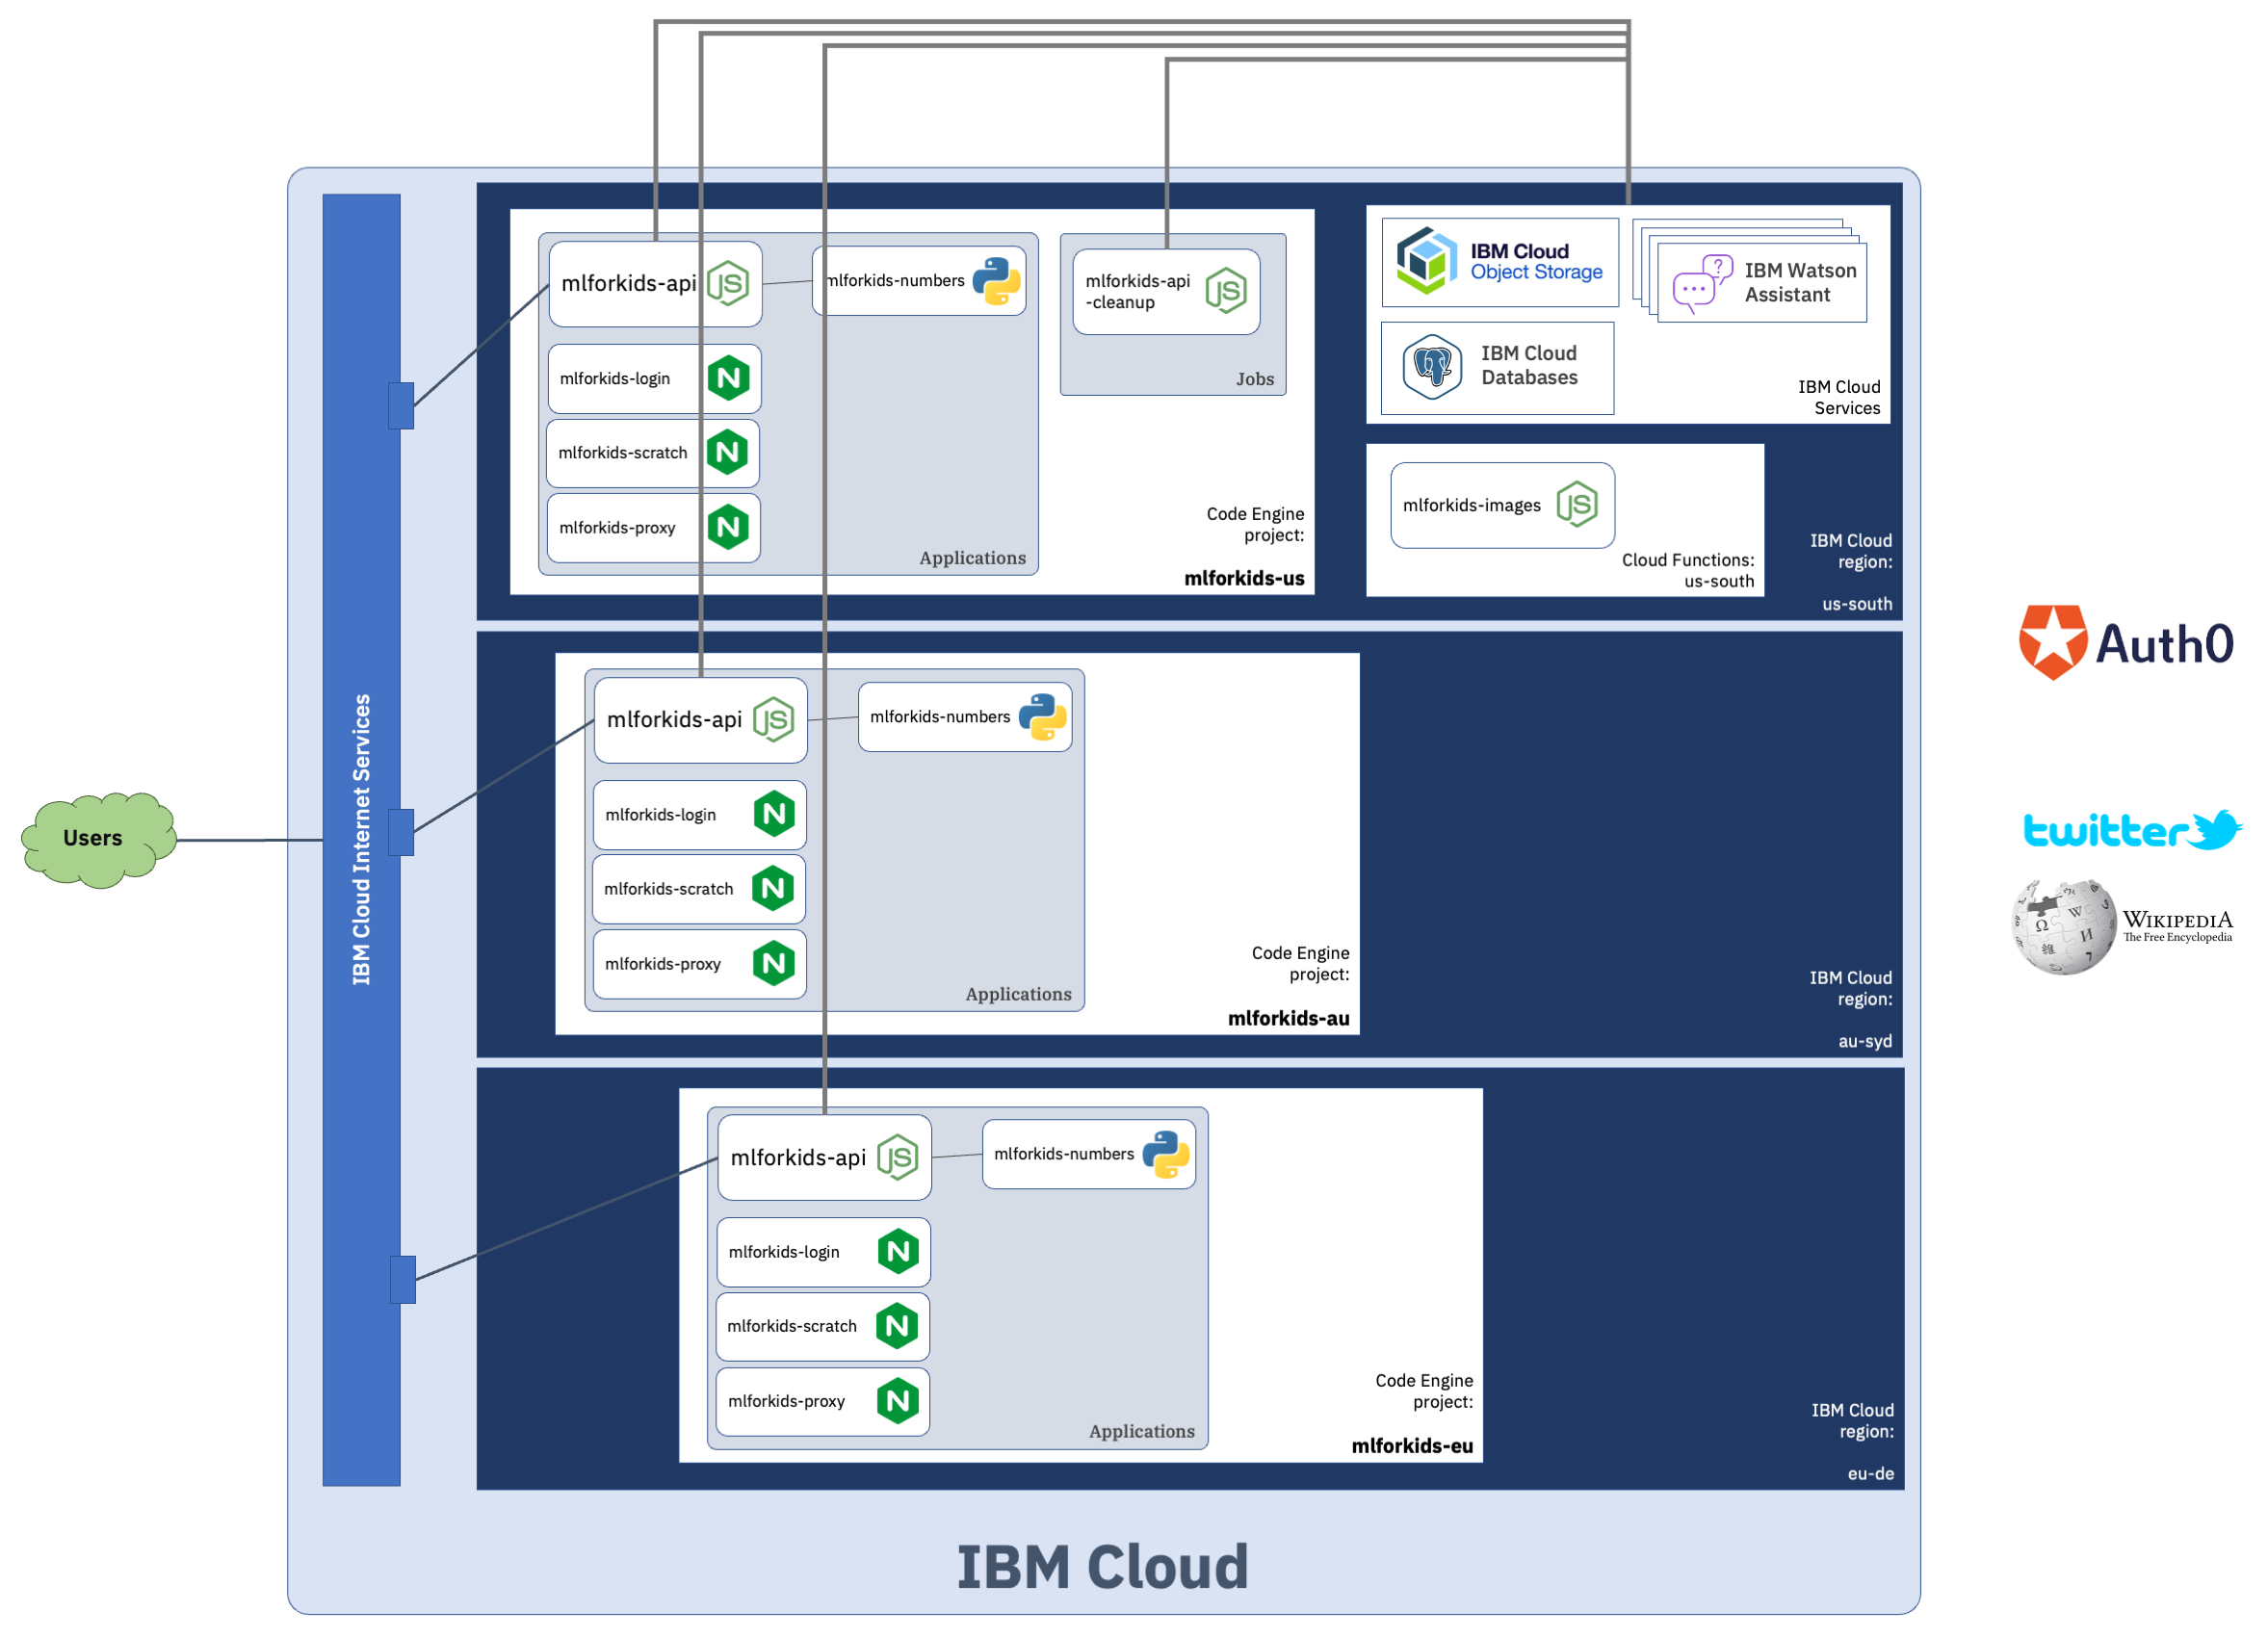 Users
IBM Cloud Internet Services
mlforkids-api
JS
mlforkids-numbers
mlforkids-login
N
mlforkids-scratch
N
mlforkids-proxy
N
Applications
mlforkids-api
-cleanup
JS
Jobs
Code Engine
project:
mlforkids-us
IBM Cloud
Object Storage
?
IBM Watson
Assistant
IBM Cloud
Databases
IBM Cloud
Services
mlforkids-images
JS
Cloud Functions:
us-south
IBM Cloud
region:
us-south
mlforkids-api
JS
mlforkids-numbers
mlforkids-login
N
mlforkids-scratch
N
mlforkids-proxy
N
Applications
Code Engine
project:
mlforkids-au
IBM Cloud
region:
au-syd
mlforkids-api
JS
mlforkids-numbers
mlforkids-login
N
mlforkids-scratch
N
mlforkids-proxy
N
Applications
Code Engine
project:
mlforkids-eu
IBM Cloud
region:
eu-de
IBM Cloud
Auth0
twitter
WIKIPEDIA
The Free Encyclopedia